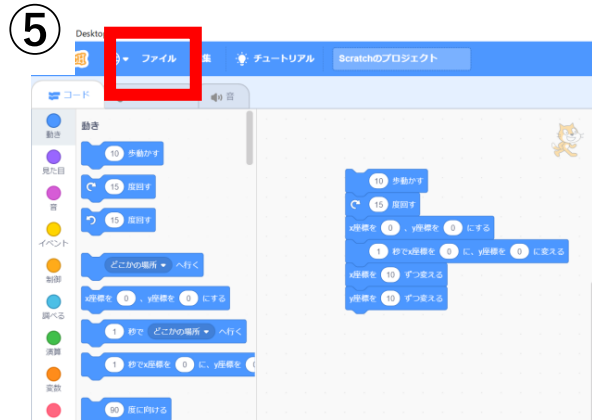 ⑤
Deskto
ファイル 集 チュートリアル Scratchのプロジェクト
コード 音
動き
見た目
音
イベント
制御
調べる
演算
変数
動き
10 歩動かす
15 度回す
15 度回す
どこかの場所 へ行く
x座標を 0 、y座標を 0 にする
1 秒で どこかの場所 へ行く
1 秒でx座標を 0 に、y座標を 0
90 度に向ける
10 歩動かす
15 度回す
x座標を 0 、y座標を 0 にする
1 秒でx座標を 0 に、y座標を 0 に変える
x座標を 10 ずつ変える
y座標を 10 ずつ変える